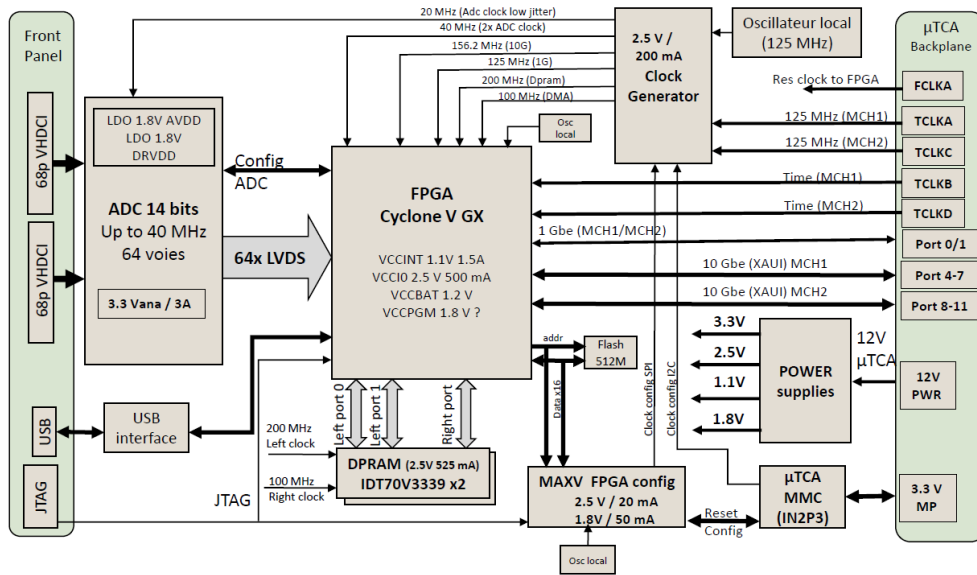 Front
Panel
68p VHDCI
68p VHDCI
USB
JTAG
20 MHz (Adc clock low jitter)
40 MHz (2x ADC clock)
156.2 MHz (10G)
125 MHz (1G)
200 MHz (Dpram)
100 MHz (DMA)
2.5 V /
200 mA
Clock
Generator
Oscillateur local
(125 MHz)
µTCA
Backplane
Res clock to FPGA
FCLKA
125 MHz (MCH1)
TCLKA
125 MHz (MCH2)
TCLKC
Time (MCH1)
TCLKB
Time (MCH2)
TCLKD
1 Gbe (MCH1/MCH2)
Port 0/1
10 Gbe (XAUI) MCH1
Port 4-7
10 Gbe (XAUI) MCH2
Port 8-11
LDO 1.8V AVDD
LDO 1.8V
DRVDD
ADC 14 bits
Up to 40 MHz
64 voies
3.3 Vana / 3A
Config
ADC
64x LVDS
Osc
local
FPGA
Cyclone V GX
VCCINT 1.1V 1.5A
VCCI0 2.5 V 500 mA
VCCBAT 1.2 V
VCCPGM 1.8 V ?
addr
Flash
512M
Data x16
Clock config SPI
Clock config I2C
3.3V
2.5V
1.1V
1.8V
POWER
supplies
12V
µTCA
12V
PWR
USB
interface
Left port 0
Left port 1
Right port
200 MHz
Left clock
100 MHz
Right clock
JTAG
DPRAM (2.5V 525 mA)
IDT70V3339 x2
MAXV FPGA config
2.5 V / 20 mA
1.8V / 50 mA
Osc local
Reset
Config
µTCA
MMC
(IN2P3)
3.3 V
MP